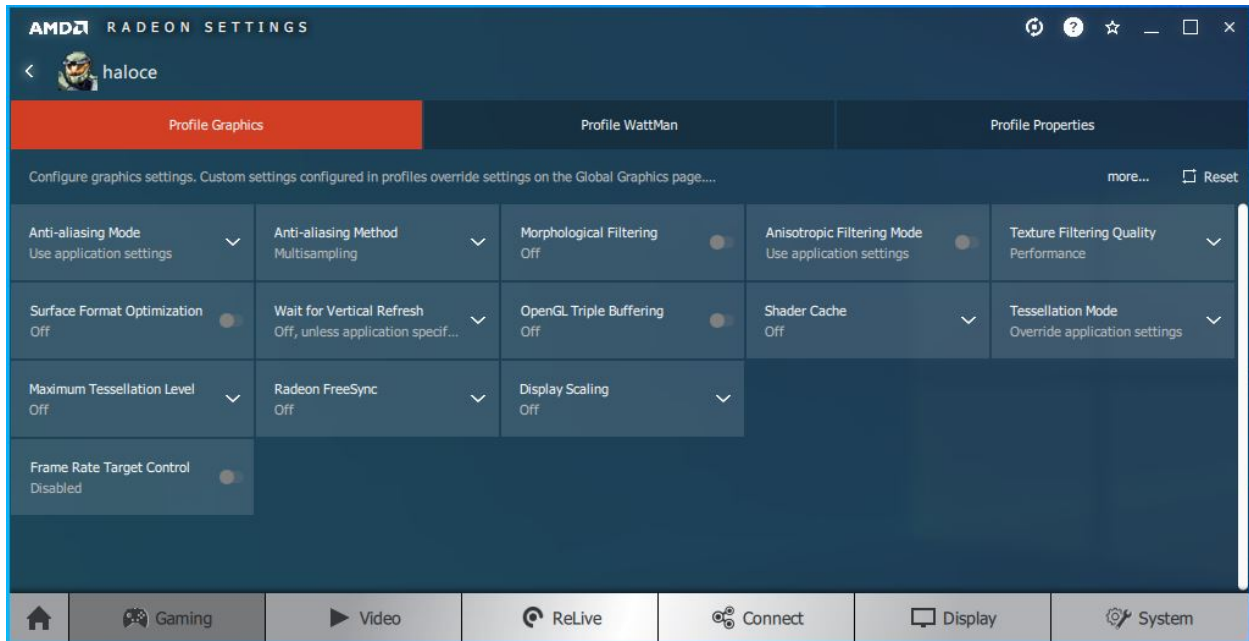 AMD RADEON SETTINGS
haloce
Profile Graphics
Profile WattMan
Profile Properties
Configure graphics settings. Custom settings configured in profiles override settings on the Global Graphics page....
more...
Reset
Anti-aliasing Mode
Use application settings
Anti-aliasing Method
Multisampling
Morphological Filtering
Off
Anisotropic Filtering Mode
Use application settings
Texture Filtering Quality
Performance
Surface Format Optimization
Off
Wait for Vertical Refresh
Off, unless application specif...
OpenGL Triple Buffering
Off
Shader Cache
Off
Tessellation Mode
Override application settings
Maximum Tessellation Level
Off
Radeon FreeSync
Off
Display Scaling
Off
Frame Rate Target Control
Disabled
Gaming
Video
ReLive
Connect
Display
System